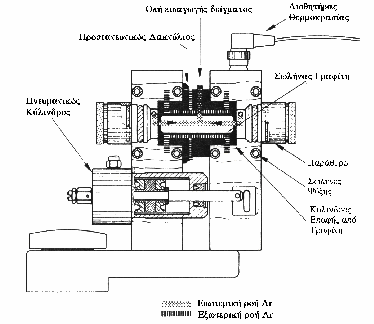 Οπή εισαγωγής δείγματος
Αισθητήρας
Θερμοκρασίας
Προστατευτικός Δακτύλιος
Σωλήνας Γραφίτη
Πνευματικός
Κύλινδρος
Παράθυρο
Σωλήνες
Ψύξης
Κύλινδρος
Επαφής από
Γραφίτη
Εσωτερική ροή Ar
Εξωτερική ροή Ar